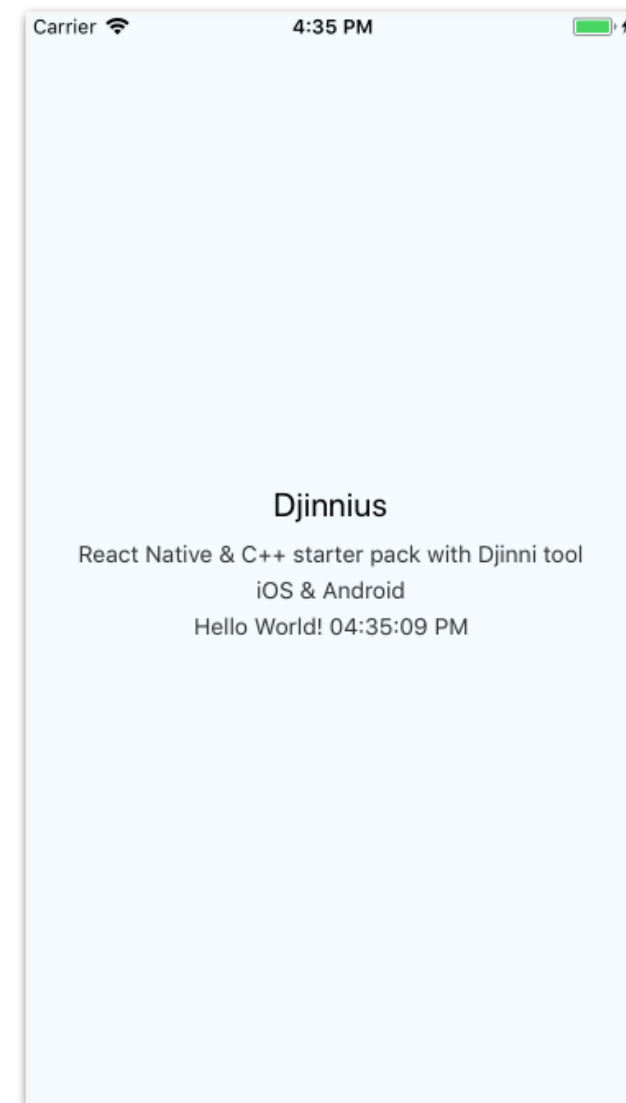 Carrier 4:35 PM
Djinnius
React Native & C++ starter pack with Djinni tool
iOS & Android
Hello World! 04:35:09 PM